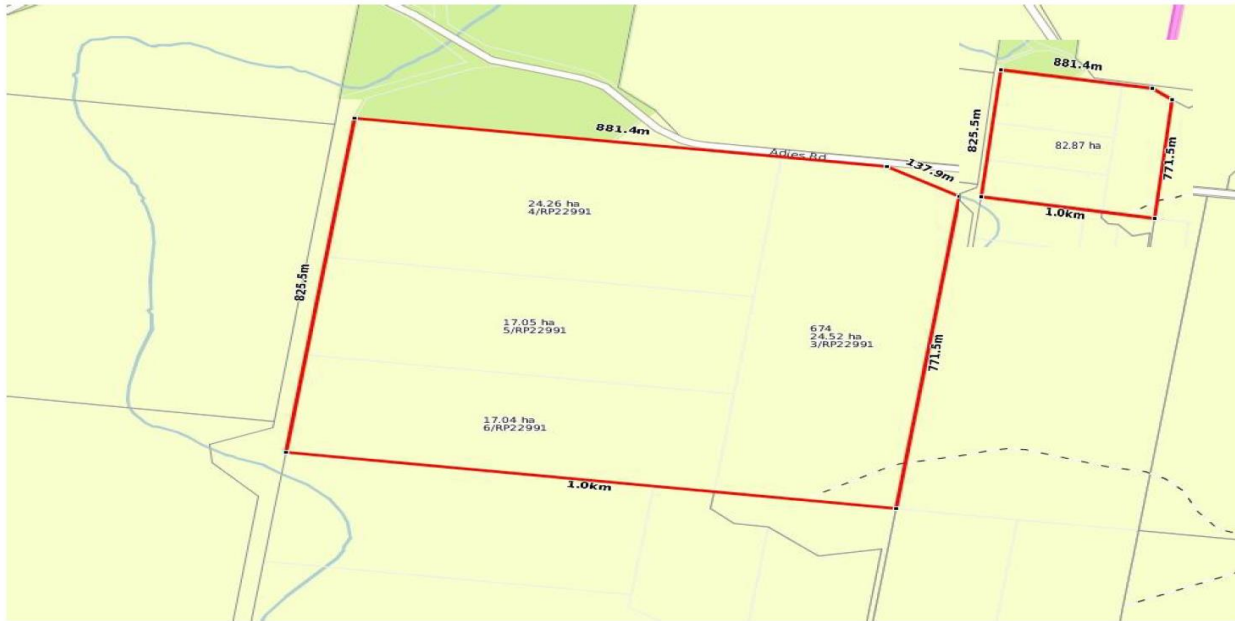 881.4m
Adies Rd
137.9m
825.5m
24.26 ha
4/RP22991
17.05 ha
5/RP22991
17.04 ha
6/RP22991
674
24.52 ha
3/RP22991
771.5m
1.0km
881.4m
825.5m
82.87 ha
771.5m
1.0km